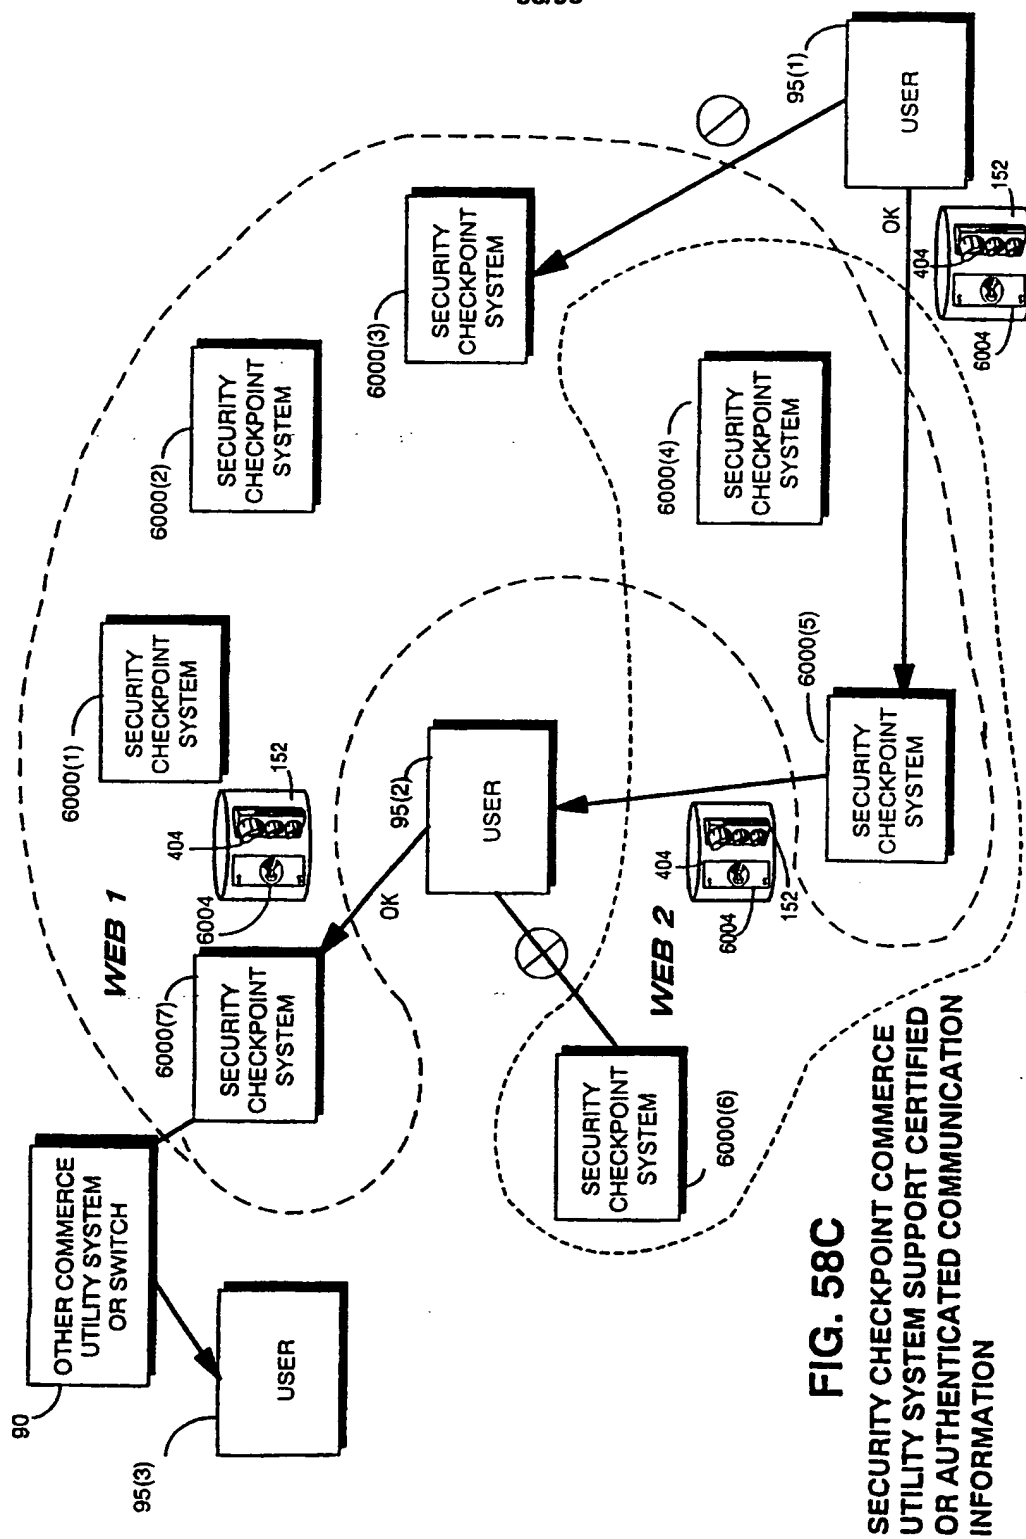 OTHER COMMERCE
UTILITY SYSTEM
OR SWITCH
90
USER
95(3)
SECURITY
CHECKPOINT
SYSTEM
6000(7)
WEB 1
SECURITY
CHECKPOINT
SYSTEM
6000(1)
SECURITY
CHECKPOINT
SYSTEM
6000(2)
SECURITY
CHECKPOINT
SYSTEM
6000(3)
USER
95(1)
OK
404
152
6004
404
152
6004
OK
USER
95(2)
SECURITY
CHECKPOINT
SYSTEM
6000(4)
SECURITY
CHECKPOINT
SYSTEM
6000(5)
404
6004
152
WEB 2
SECURITY
CHECKPOINT
SYSTEM
6000(6)
FIG. 58C
SECURITY CHECKPOINT COMMERCE
UTILITY SYSTEM SUPPORT CERTIFIED
OR AUTHENTICATED COMMUNICATION
INFORMATION